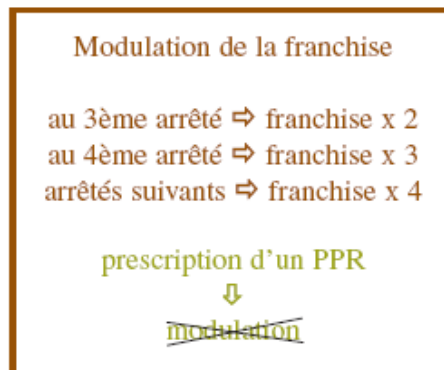 Modulation de la franchise
au 3ème arrêté ⇨ franchise x 2
au 4ème arrêté ⇨ franchise x 3
arrêtés suivants ⇨ franchise x 4
prescription d'un PPR
⇩
modulation